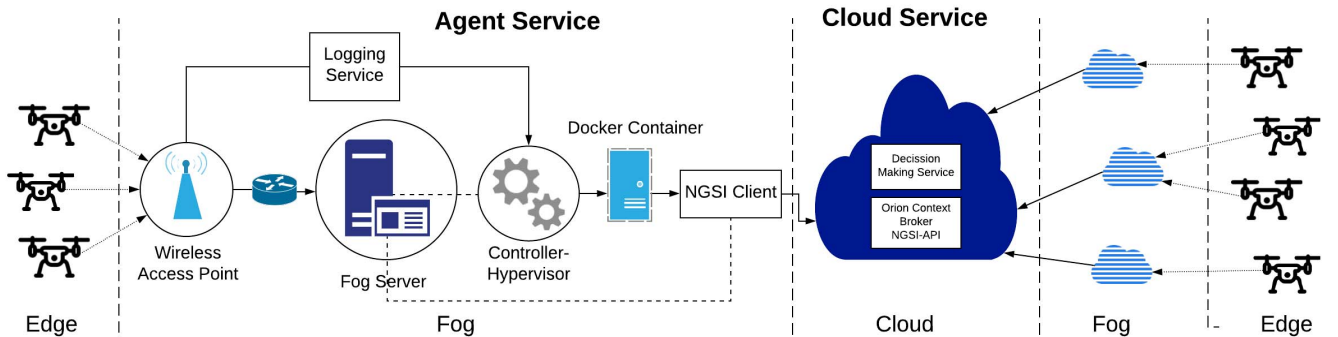 Agent Service
Cloud Service
Logging
Service
Docker Container
NGSI Client
Decission
Making Service
Orion Context
Broker
NGSI-API
Wireless
Access Point
Fog Server
Controller-
Hypervisor
Edge
Fog
Cloud
Fog
Edge